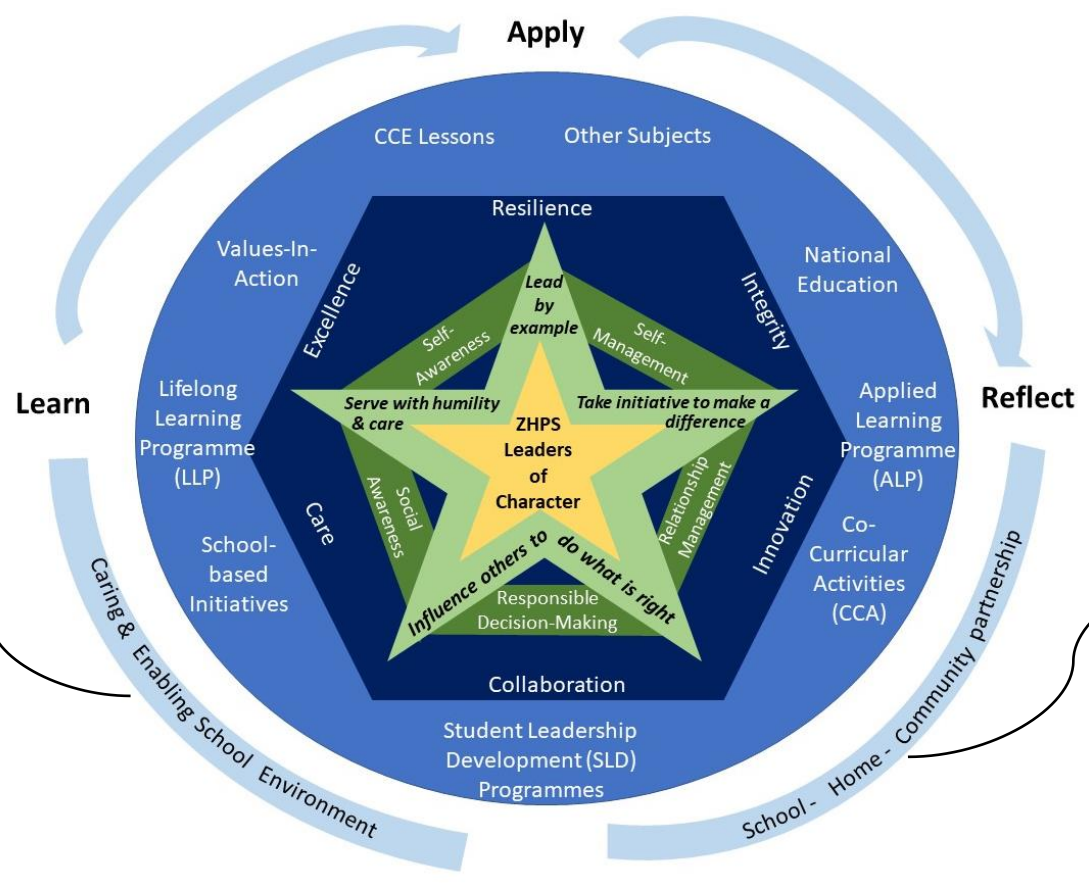 Apply
CCE Lessons
Other Subjects
Values-In-
Action
National
Education
Learn
Lifelong
Learning
Programme
(LLP)
Applied
Learning
Programme
(ALP)
Reflect
School-
based
Initiatives
Co-
Curricular
Activities
(CCA)
Student Leadership
Development (SLD)
Programmes
Resilience
Excellence
Integrity
Care
Innovation
Collaboration
Self-
Awareness
Self-
Management
Social
Awareness
Relationship
Management
Responsible
Decision-Making
Lead
by
example
Serve with humility
& care
Take initiative to make a
difference
Influence others to do what is right
ZHPS
Leaders
of
Character
Caring & Enabling School Environment
School - Home - Community partnership